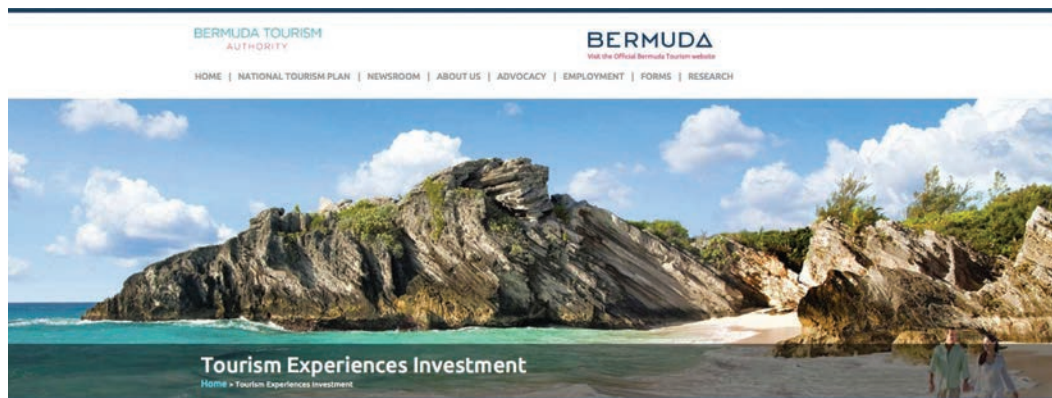 BERMUDA TOURISM
AUTHORITY
BERMUDA
Visit the Official Bermuda Tourism website
HOME | NATIONAL TOURISM PLAN | NEWSROOM | ABOUT US | ADVOCACY | EMPLOYMENT | FORMS | RESEARCH
Tourism Experiences Investment
Home » Tourism Experiences Investment